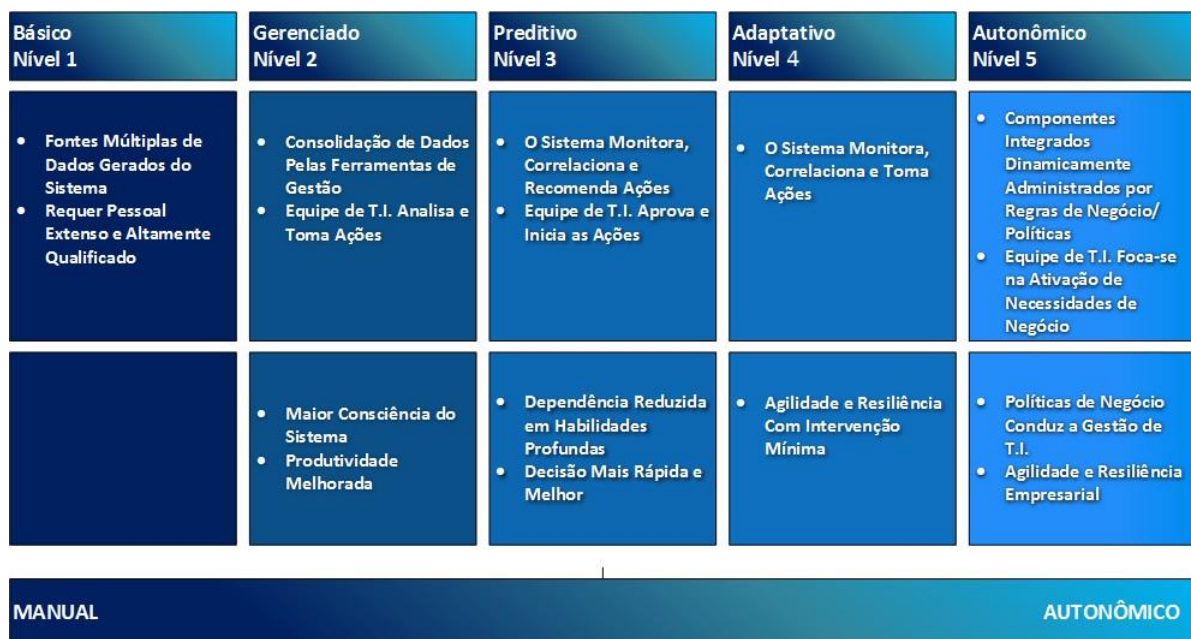 Básico
Nível 1
Gerenciado
Nível 2
Preditivo
Nível 3
Adaptativo
Nível 4
Autonômico
Nível 5
• Fontes Múltiplas de
Dados Gerados do
Sistema
• Requer Pessoal
Extenso e Altamente
Qualificado
• Consolidação de Dados
Pelas Ferramentas de
Gestão
• Equipe de T.I. Analisa e
Toma Ações
• O Sistema Monitora,
Correlaciona e
Recomenda Ações
• Equipe de T.I. Aprova e
Inicia as Ações
• O Sistema Monitora,
Correlaciona e Toma
Ações
• Componentes
Integrados
Dinamicamente
Administrados por
Regras de Negócio/
Políticas
• Equipe de T.I. Foca-se
na Ativação de
Necessidades de
Negócio
• Maior Consciência do
Sistema
• Produtividade
Melhorada
• Dependência Reduzida
em Habilidades
Profundas
• Decisão Mais Rápida e
Melhor
• Agilidade e Resiliência
Com Intervenção
Mínima
• Políticas de Negócio
Conduz a Gestão de
T.I.
• Agilidade e Resiliência
Empresarial
MANUAL
AUTONÔMICO